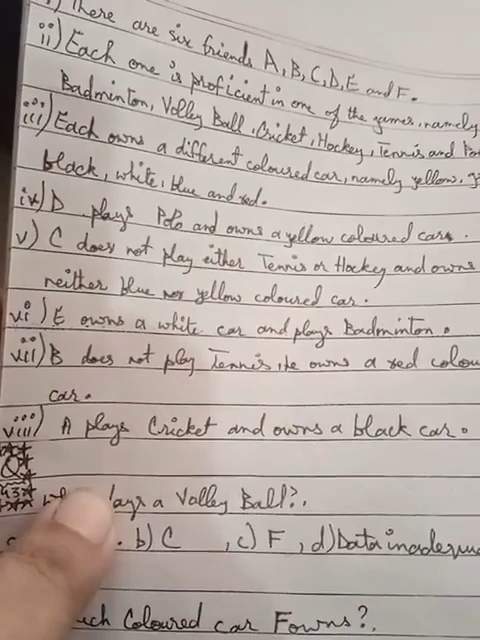 i) There are six friends A, B, C, D, E and F.
ii) Each one is proficient in one of the games, namely
Badminton, Volley Ball, Cricket, Hockey, Tennis and
iii) Each owns a different coloured car, namely yellow,
black, white, blue and red.
iv) D plays Polo and owns a yellow coloured car.
v) C does not play either Tennis or Hockey and owns
neither blue nor yellow coloured car.
vi) E owns a white car and plays Badminton.
vii) B does not play Tennis, he owns a red
car.
viii) A plays Cricket and owns a black car.
Q
43
a Valley Ball?
b) C , c) F , d) Data
Coloured car F owns?